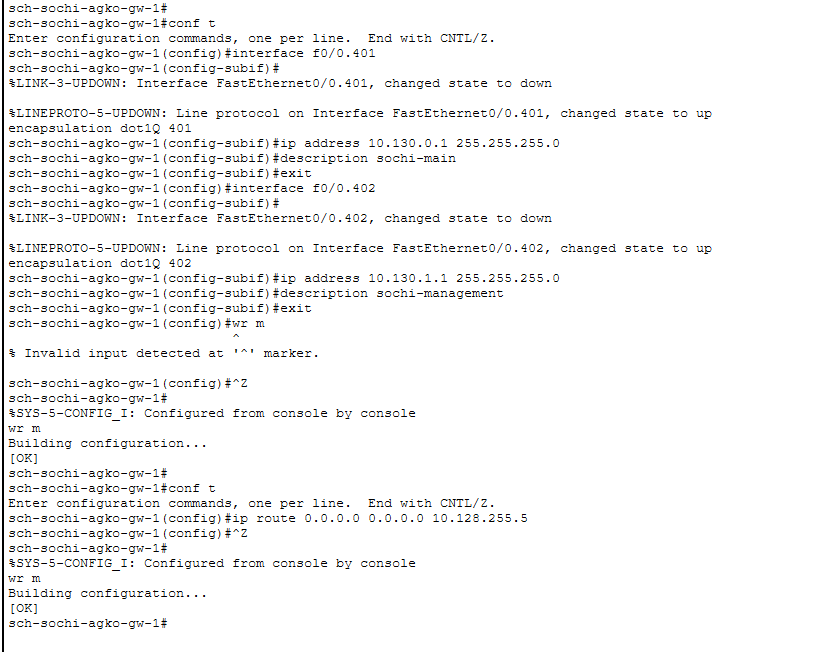 sch-sochi-agko-gw-1#
sch-sochi-agko-gw-1#conf t
Enter configuration commands, one per line.  End with CNTL/Z.
sch-sochi-agko-gw-1(config)#interface f0/0.401
sch-sochi-agko-gw-1(config-subif)#
%LINK-3-UPDOWN: Interface FastEthernet0/0.401, changed state to down
%LINEPROTO-5-UPDOWN: Line protocol on Interface FastEthernet0/0.401, changed state to up
encapsulation dot1Q 401
sch-sochi-agko-gw-1(config-subif)#ip address 10.130.0.1 255.255.255.0
sch-sochi-agko-gw-1(config-subif)#description sochi-main
sch-sochi-agko-gw-1(config-subif)#exit
sch-sochi-agko-gw-1(config)#interface f0/0.402
sch-sochi-agko-gw-1(config-subif)#
%LINK-3-UPDOWN: Interface FastEthernet0/0.402, changed state to down
%LINEPROTO-5-UPDOWN: Line protocol on Interface FastEthernet0/0.402, changed state to up
encapsulation dot1Q 402
sch-sochi-agko-gw-1(config-subif)#ip address 10.130.1.1 255.255.255.0
sch-sochi-agko-gw-1(config-subif)#description sochi-management
sch-sochi-agko-gw-1(config-subif)#exit
sch-sochi-agko-gw-1(config)#wr m
^
% Invalid input detected at '^' marker.
sch-sochi-agko-gw-1(config)#^Z
sch-sochi-agko-gw-1#
%SYS-5-CONFIG_I: Configured from console by console
wr m
Building configuration...
[OK]
sch-sochi-agko-gw-1#
sch-sochi-agko-gw-1#conf t
Enter configuration commands, one per line.  End with CNTL/Z.
sch-sochi-agko-gw-1(config)#ip route 0.0.0.0 0.0.0.0 10.128.255.5
sch-sochi-agko-gw-1(config)#^Z
sch-sochi-agko-gw-1#
%SYS-5-CONFIG_I: Configured from console by console
wr m
Building configuration...
[OK]
sch-sochi-agko-gw-1#